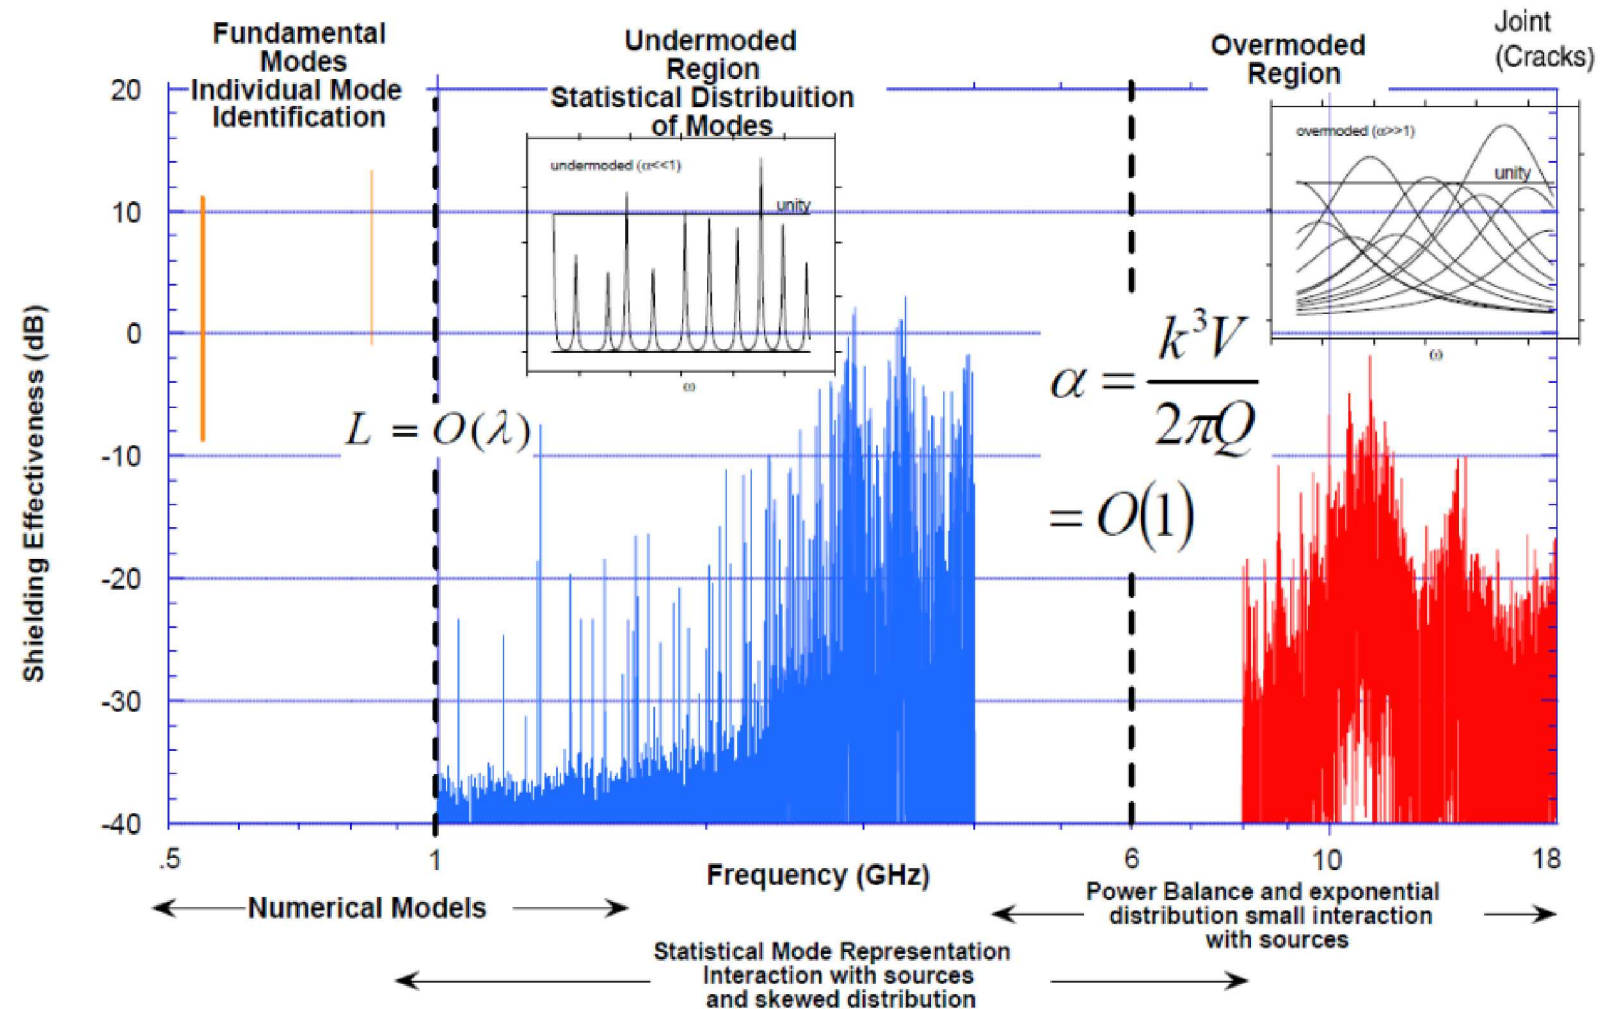 Fundamental
Modes
Individual Mode
Identification
Undermoded
Region
Statistical Distribuition
of Modes
Overmoded
Region
Joint
(Cracks)
undermoded (α<<1)
unity
ω
overmoded (α>>1)
unity
ω
L = O(λ)
α = k³V / 2πQ
= O(1)
Shielding Effectiveness (dB)
20
10
0
-10
-20
-30
-40
.5
1
6
10
18
Frequency (GHz)
Numerical Models
Power Balance and exponential
distribution small interaction
with sources
Statistical Mode Representation
Interaction with sources
and skewed distribution